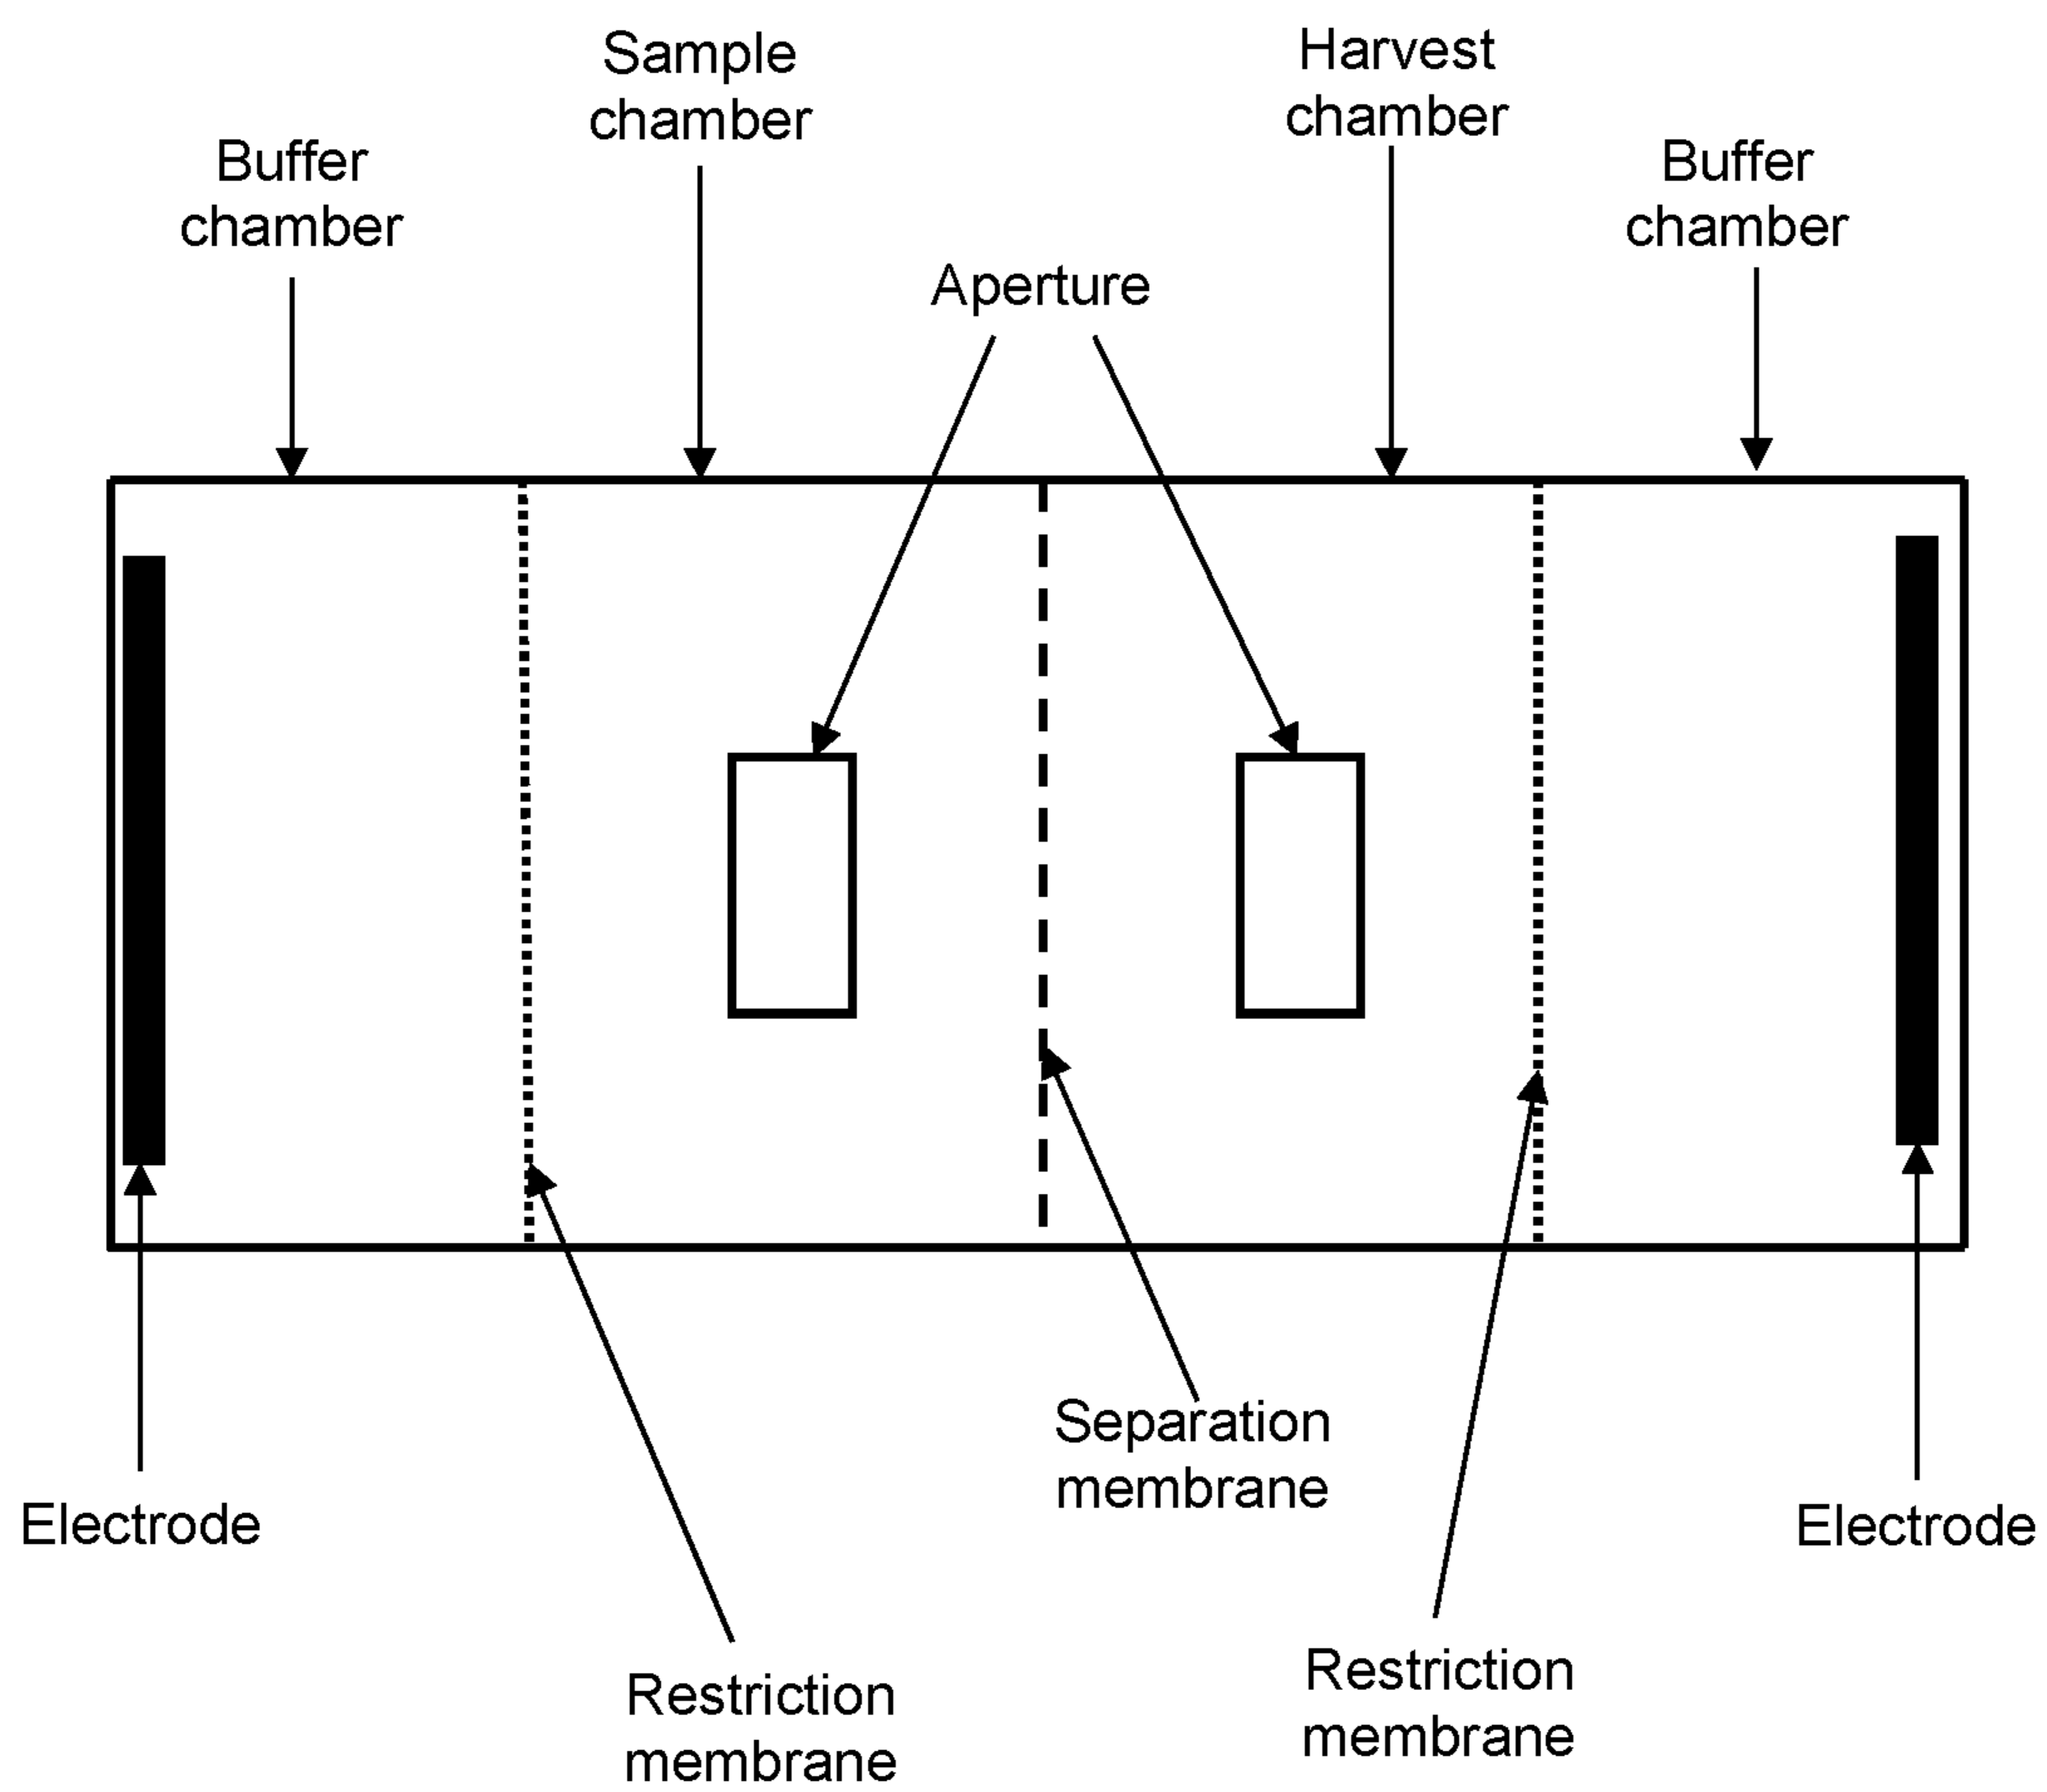 Sample
chamber
Harvest
chamber
Buffer
chamber
Buffer
chamber
Aperture
Separation
membrane
Electrode
Electrode
Restriction
membrane
Restriction
membrane